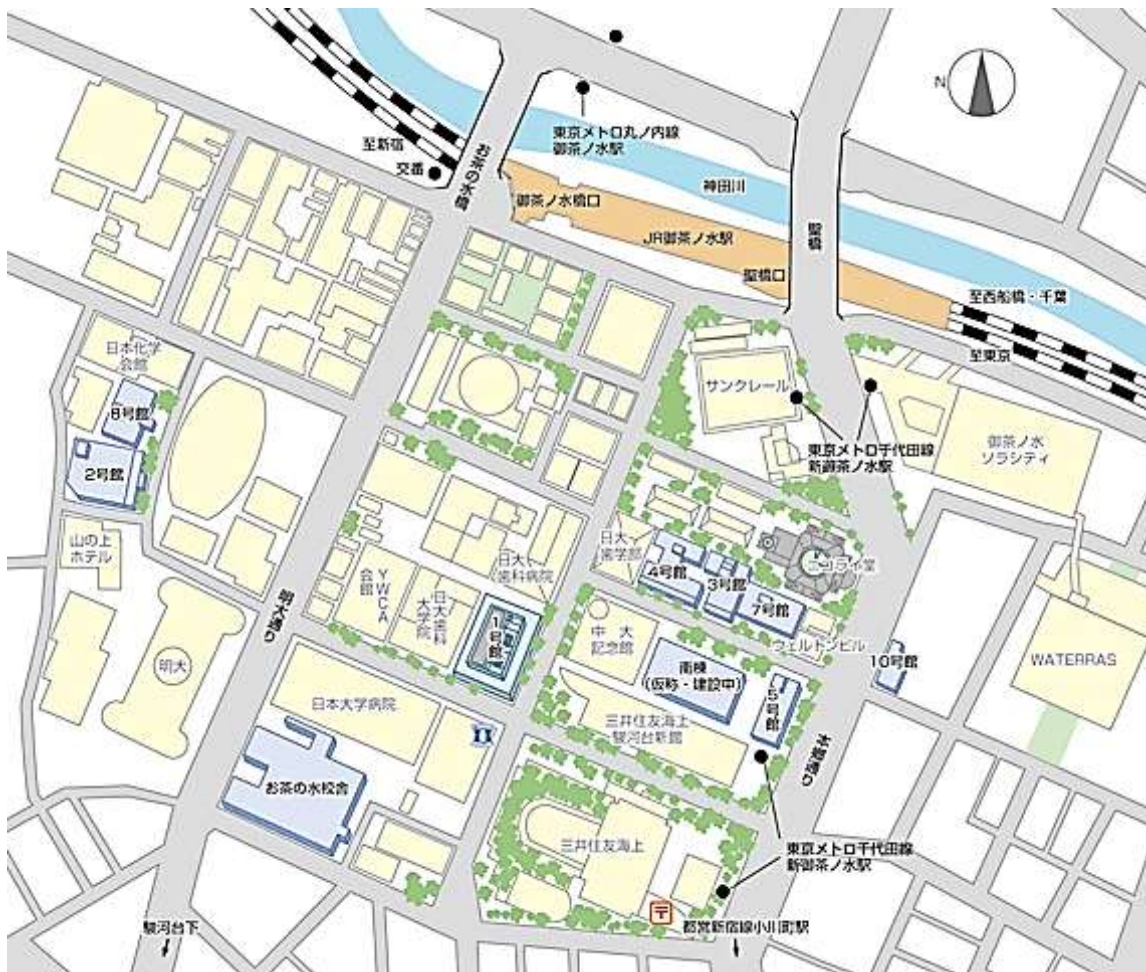 N
東京メトロ丸ノ内線
御茶ノ水駅
至新宿
交番
お茶の水橋
神田川
御茶ノ水橋口
JR御茶ノ水駅
聖橋
聖橋口
至西船橋・千葉
至東京
日本化学
会館
サンクレール
8号館
御茶ノ水
ソラシティ
東京メトロ千代田線
新御茶ノ水駅
2号館
山の上
ホテル
日大
歯学部
日大
歯科病院
ニコライ堂
4号館
3号館
7号館
YWCA
会館
日大歯科
大学院
明大通り
1号館
中大
記念館
ウェルトンビル
10号館
WATERRAS
明大
南棟
(仮称・建設中)
5号館
日本大学病院
三井住友海上
駿河台新館
本郷通り
お茶の水校舎
三井住友海上
東京メトロ千代田線
新御茶ノ水駅
〒
駿河台下
都営新宿線小川町駅